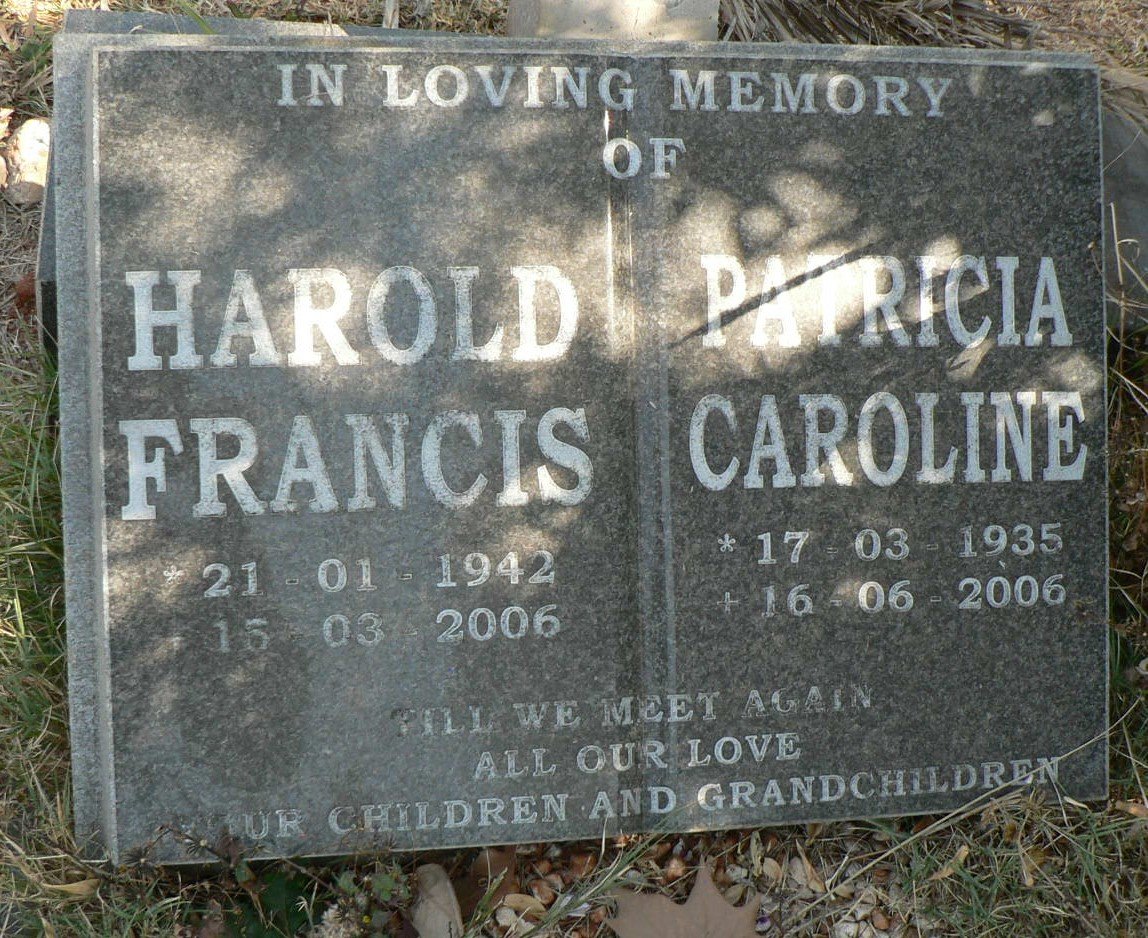 IN LOVING MEMORY
OF
HAROLD
FRANCIS
* 21 - 01 - 1942
15 - 03 - 2006
PATRICIA
CAROLINE
* 17 - 03 - 1935
+ 16 - 06 - 2006
TILL WE MEET AGAIN
ALL OUR LOVE
YOUR CHILDREN AND GRANDCHILDREN